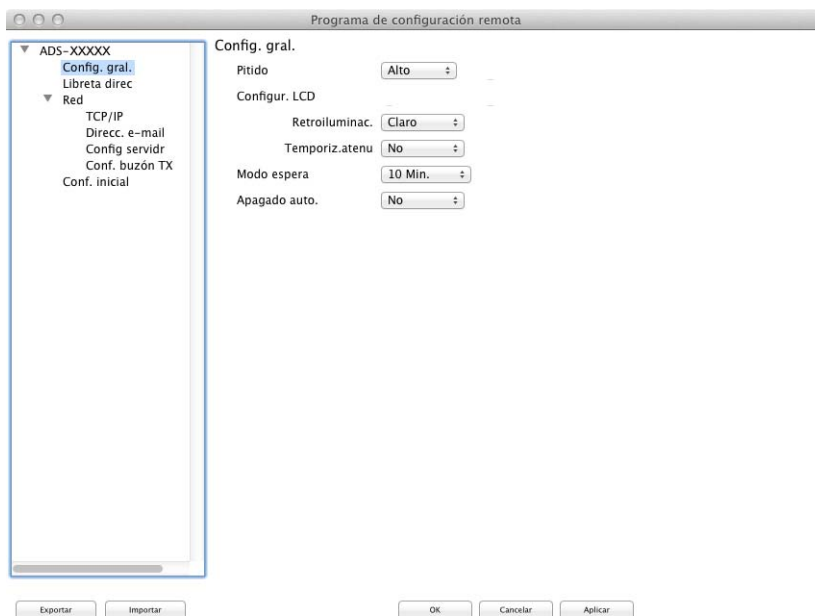 Programa de configuración remota
ADS-XXXXX
Config. gral.
Libreta direc
Red
TCP/IP
Direcc. e-mail
Config servidr
Conf. buzón TX
Conf. inicial
Config. gral.
Pitido Alto
Configur. LCD
Retroiluminac. Claro
Temporiz.atenu No
Modo espera 10 Min.
Apagado auto. No
Exportar Importar OK Cancelar Aplicar